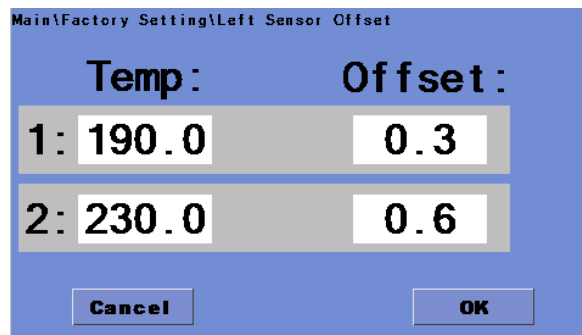 Main\Factory Setting\Left Sensor Offset
Temp: Offset:
1: 190.0 0.3
2: 230.0 0.6
Cancel OK